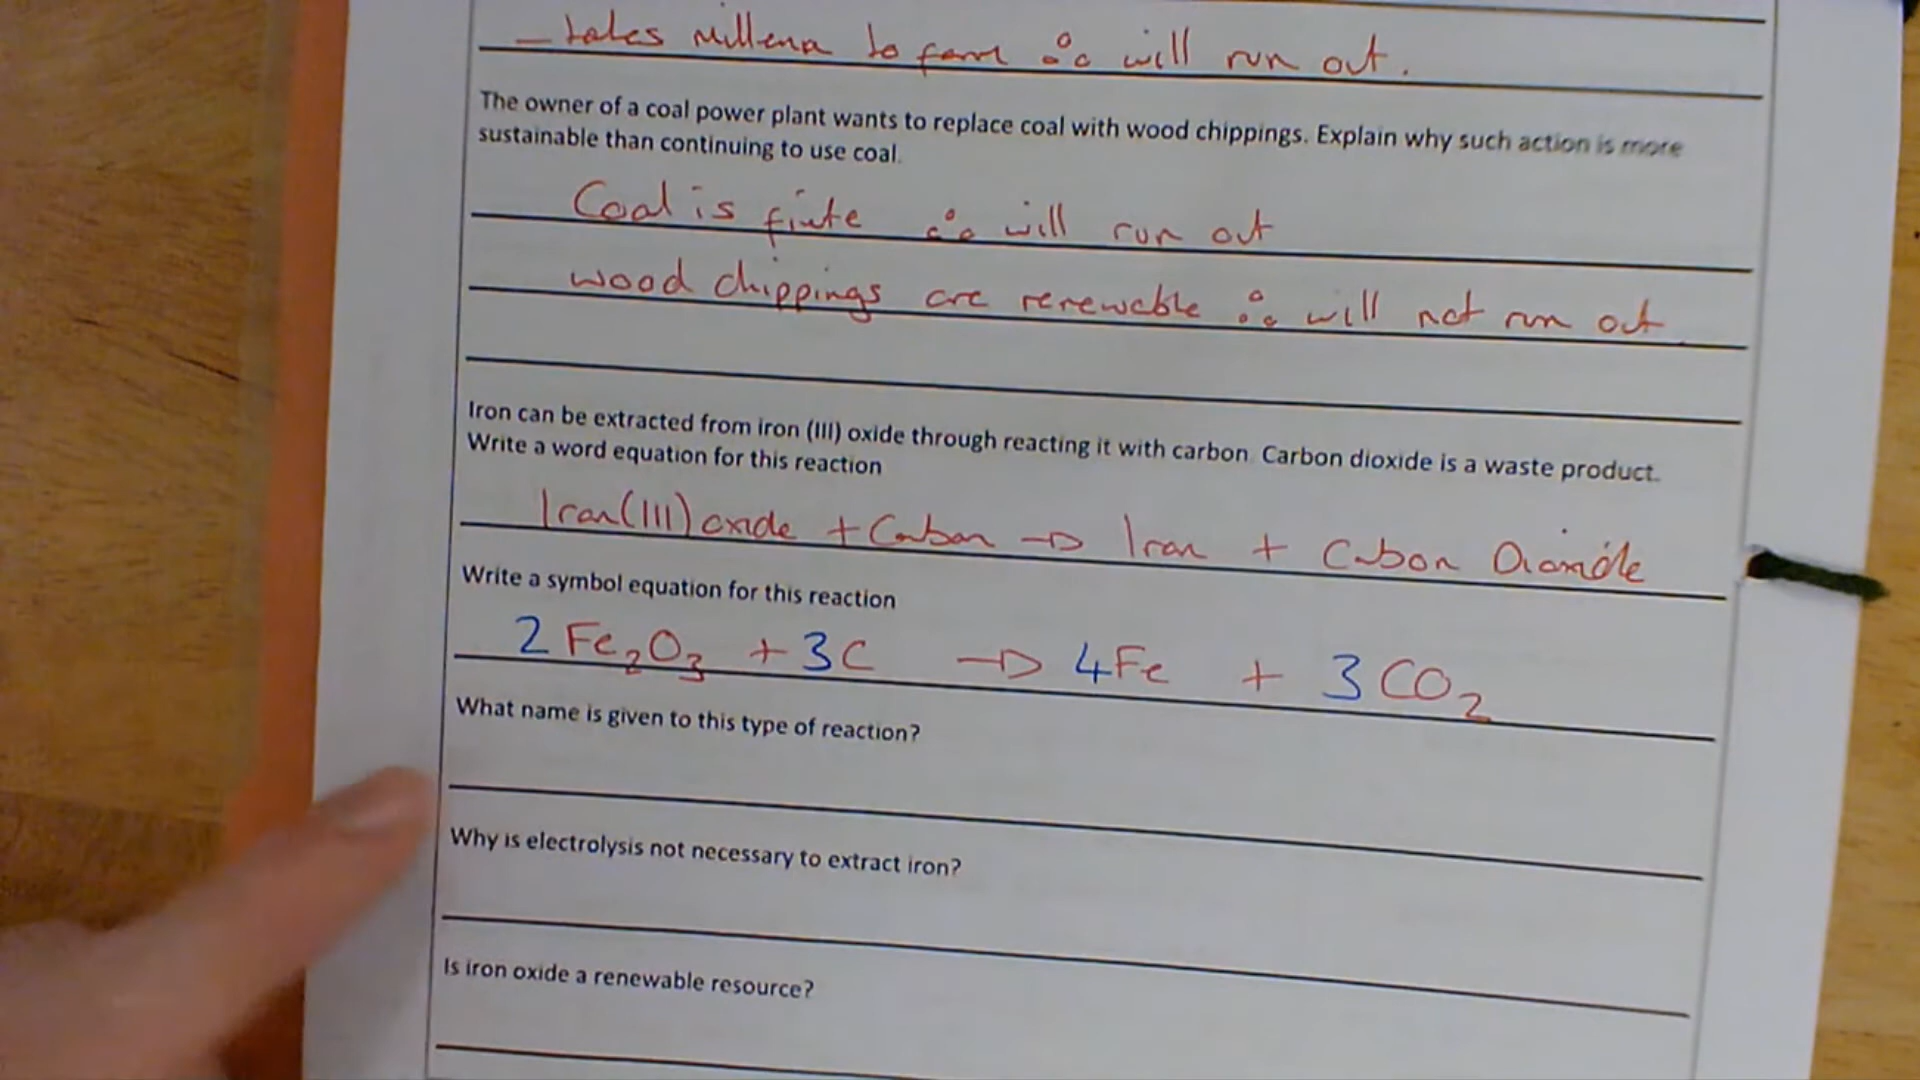 – takes millena to form ∴ will run out.
The owner of a coal power plant wants to replace coal with wood chippings. Explain why such action is more
sustainable than continuing to use coal.
Coal is finte ∴ will run out
wood chippings are renewable ∴ will not run out.
Iron can be extracted from iron (III) oxide through reacting it with carbon. Carbon dioxide is a waste product.
Write a word equation for this reaction
Iron(III) oxide + Carbon → Iron + Carbon Dioxide
Write a symbol equation for this reaction
2Fe₂O₃ + 3C → 4Fe + 3CO₂
What name is given to this type of reaction?
Why is electrolysis not necessary to extract iron?
Is iron oxide a renewable resource?